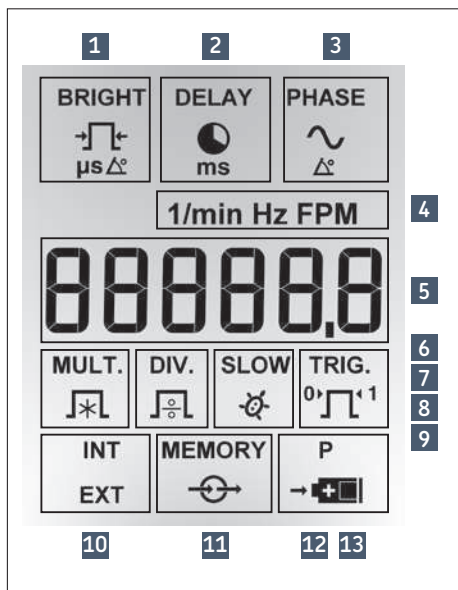 1 2 3
BRIGHT DELAY PHASE
µs ms
1/min Hz FPM 4
888888.8 5
6
MULT. DIV. SLOW TRIG. 7
0 1 8
INT MEMORY P 9
EXT
10 11 12 13